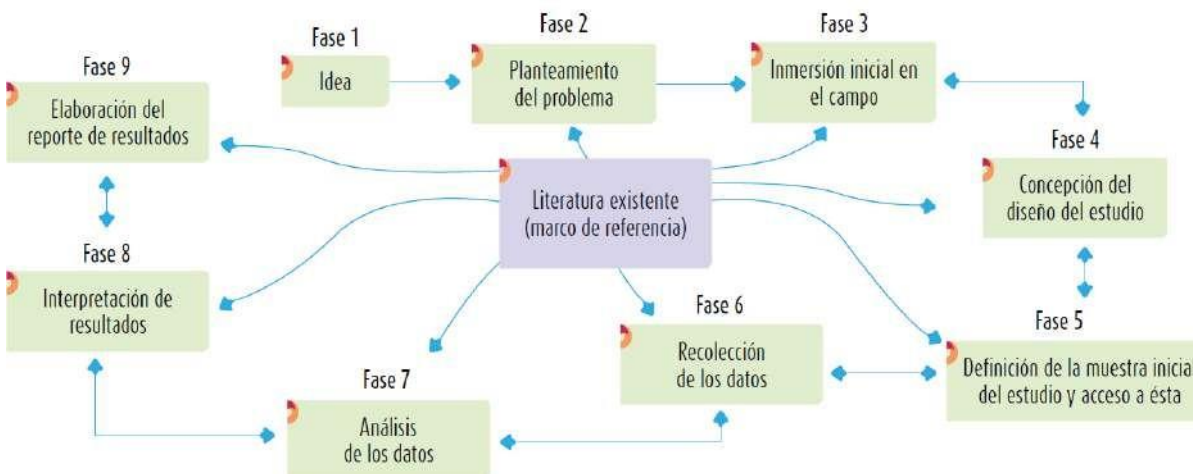 Fase 1
Idea
Fase 2
Planteamiento
del problema
Fase 3
Inmersión inicial en
el campo
Fase 4
Concepción del
diseño del estudio
Fase 5
Definición de la muestra inicial
del estudio y acceso a ésta
Fase 6
Recolección
de los datos
Fase 7
Análisis
de los datos
Fase 8
Interpretación de
resultados
Fase 9
Elaboración del
reporte de resultados
Literatura existente
(marco de referencia)